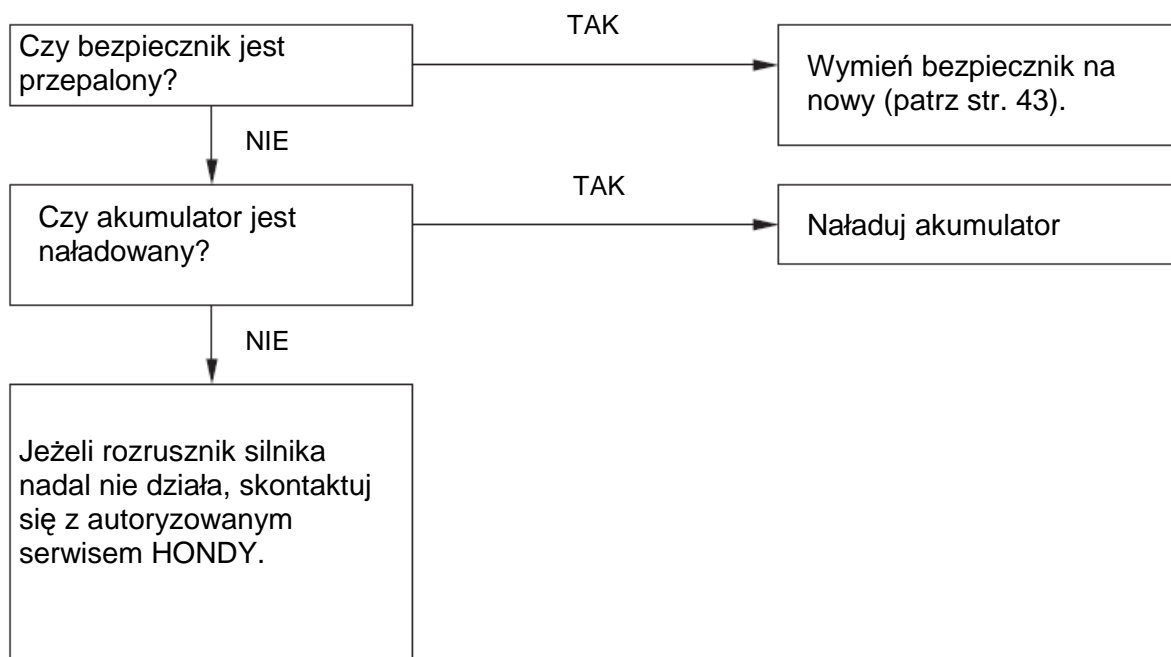 Czy bezpiecznik jest
przepalony?
TAK
Wymień bezpiecznik na
nowy (patrz str. 43).
NIE
Czy akumulator jest
naładowany?
TAK
Naładuj akumulator
NIE
Jeżeli rozrusznik silnika
nadal nie działa, skontaktuj
się z autoryzowanym
serwisem HONDY.